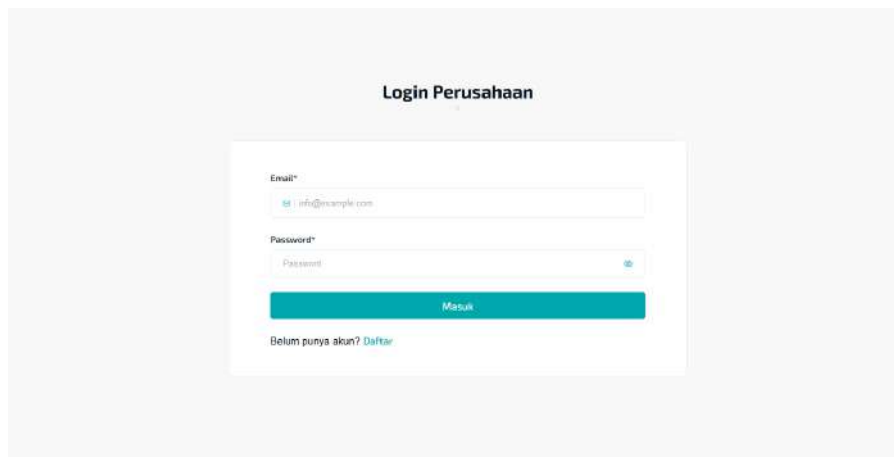 Login Perusahaan
Email*
info@example.com
Password*
Password
Masuk
Belum punya akun? Daftar